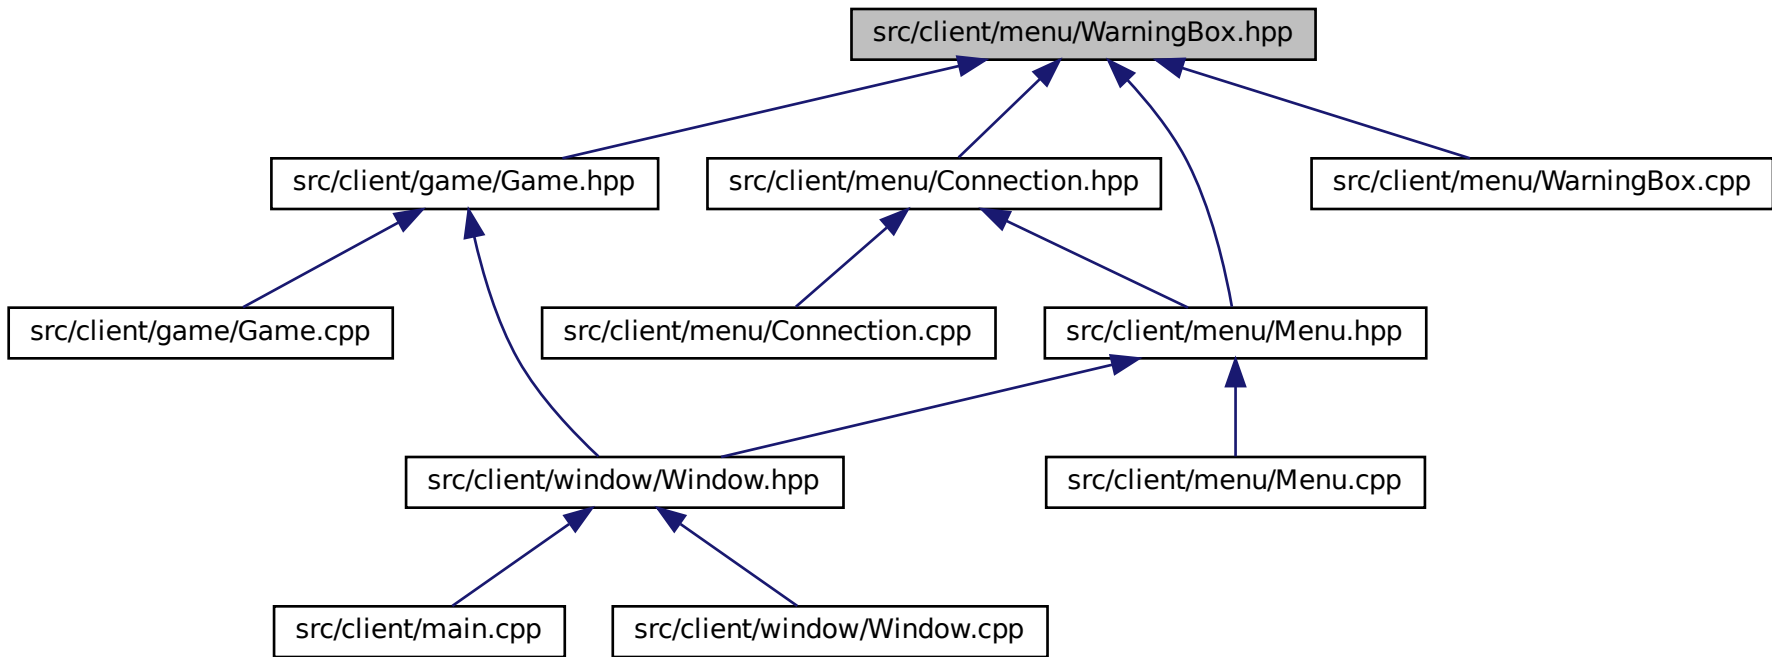 src/client/menu/WarningBox.hpp
src/client/game/Game.hpp
src/client/menu/Connection.hpp
src/client/menu/WarningBox.cpp
src/client/game/Game.cpp
src/client/menu/Connection.cpp
src/client/menu/Menu.hpp
src/client/window/Window.hpp
src/client/menu/Menu.cpp
src/client/main.cpp
src/client/window/Window.cpp